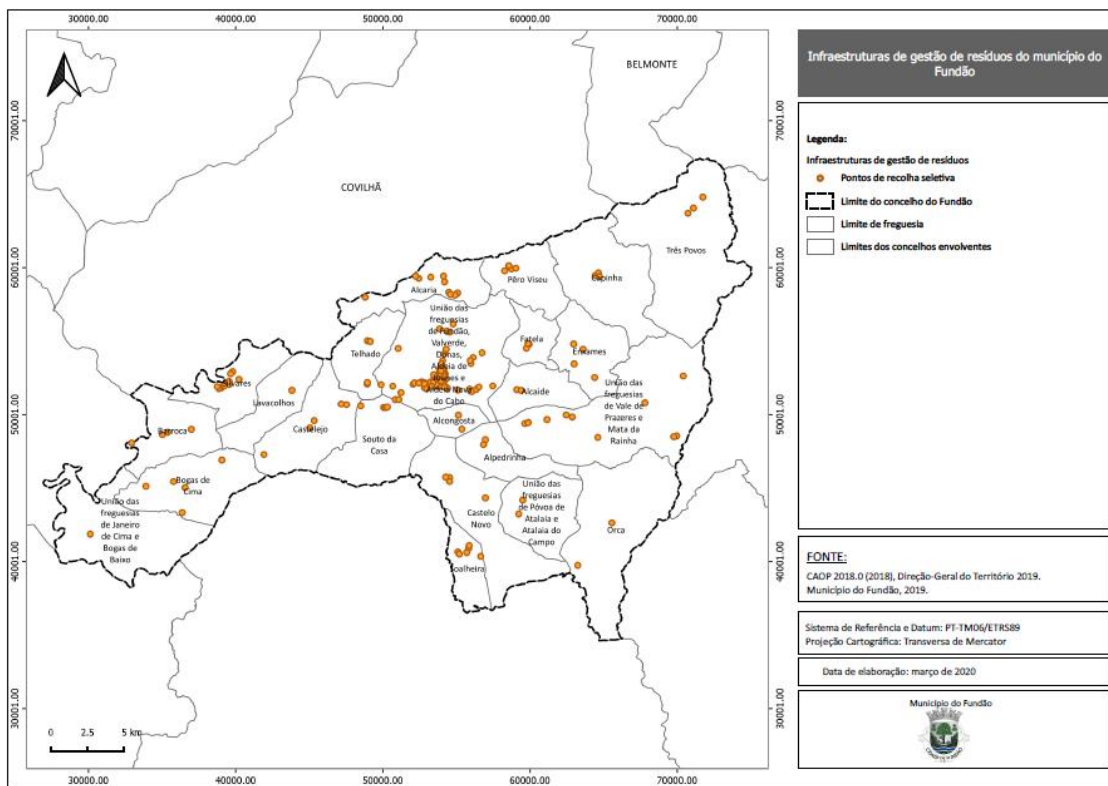 30000.00 40000.00 50000.00 60000.00 70000.00
70001.00
60001.00
50001.00
40001.00
30001.00
BELMONTE
COVILHÃ
Três Povos
Capinha
Pêro Viseu
Alcaria
União das
freguesias
de Fundão,
Valverde,
Donas,
Aldeia de
Joanes e
Aldeia Nova
do Cabo
Telhado
Fatela
Enxames
Alcaide
União das
freguesias
de Vale de
Prazeres e
Mata da
Rainha
Silvares
Lavacolhos
Castelejo
Souto da
Casa
Alcongosta
Alpedrinha
Barroca
Bogas de
Cima
União das
freguesias
de Janeiro
de Cima e
Bogas de
Baixo
Castelo
Novo
União das
freguesias
de Póvoa de
Atalaia e
Atalaia do
Campo
Orca
Soalheira
0 2.5 5 km
70001.00
60001.00
50001.00
40001.00
30001.00
30000.00 40000.00 50000.00 60000.00 70000.00
Infraestruturas de gestão de resíduos do município do
Fundão
Legenda:
Infraestruturas de gestão de resíduos
Pontos de recolha seletiva
Limite do concelho do Fundão
Limite de freguesia
Limites dos concelhos envolventes
FONTE:
CAOP 2018.0 (2018), Direção-Geral do Território 2019.
Município do Fundão, 2019.
Sistema de Referência e Datum: PT-TM06/ETRS89
Projeção Cartográfica: Transversa de Mercator
Data de elaboração: março de 2020
Município do Fundão